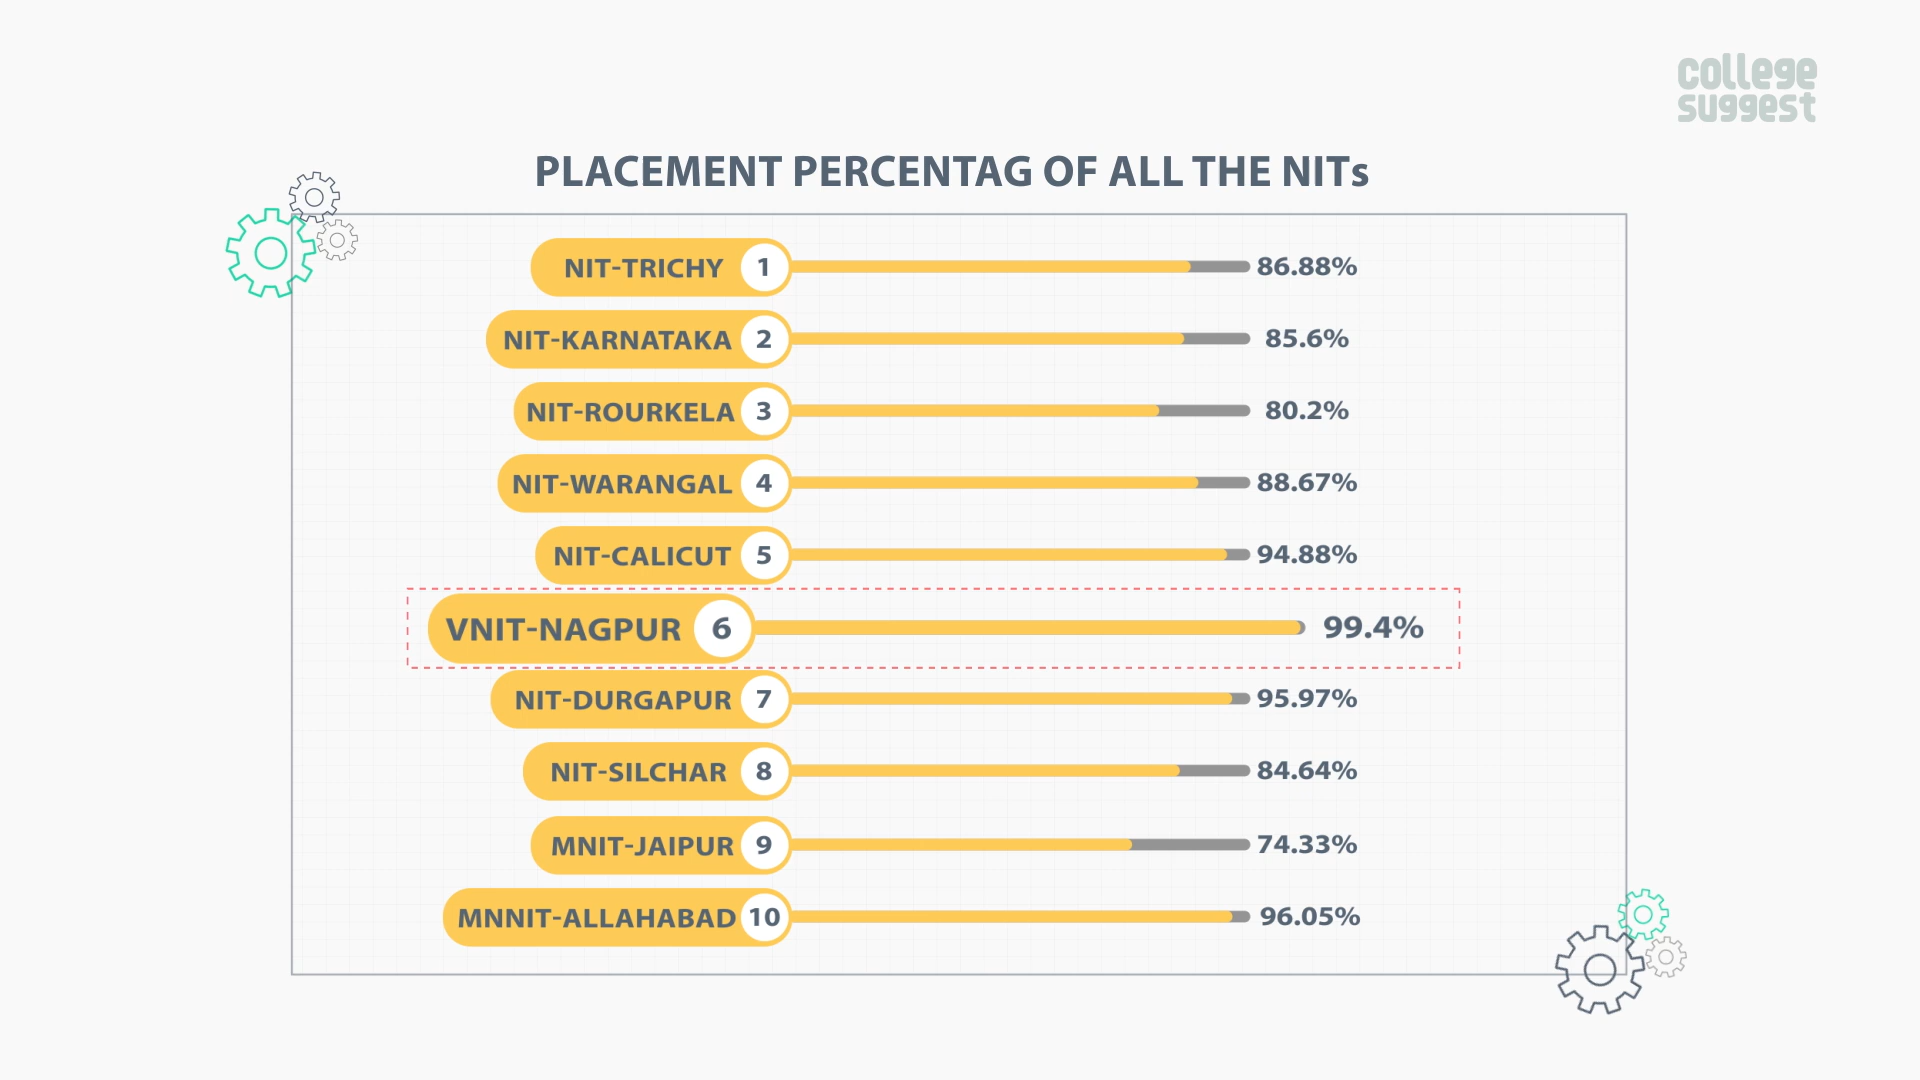 college
suggest
PLACEMENT PERCENTAG OF ALL THE NITs
NIT-TRICHY 1 86.88%
NIT-KARNATAKA 2 85.6%
NIT-ROURKELA 3 80.2%
NIT-WARANGAL 4 88.67%
NIT-CALICUT 5 94.88%
VNIT-NAGPUR 6 99.4%
NIT-DURGAPUR 7 95.97%
NIT-SILCHAR 8 84.64%
MNIT-JAIPUR 9 74.33%
MNNIT-ALLAHABAD 10 96.05%